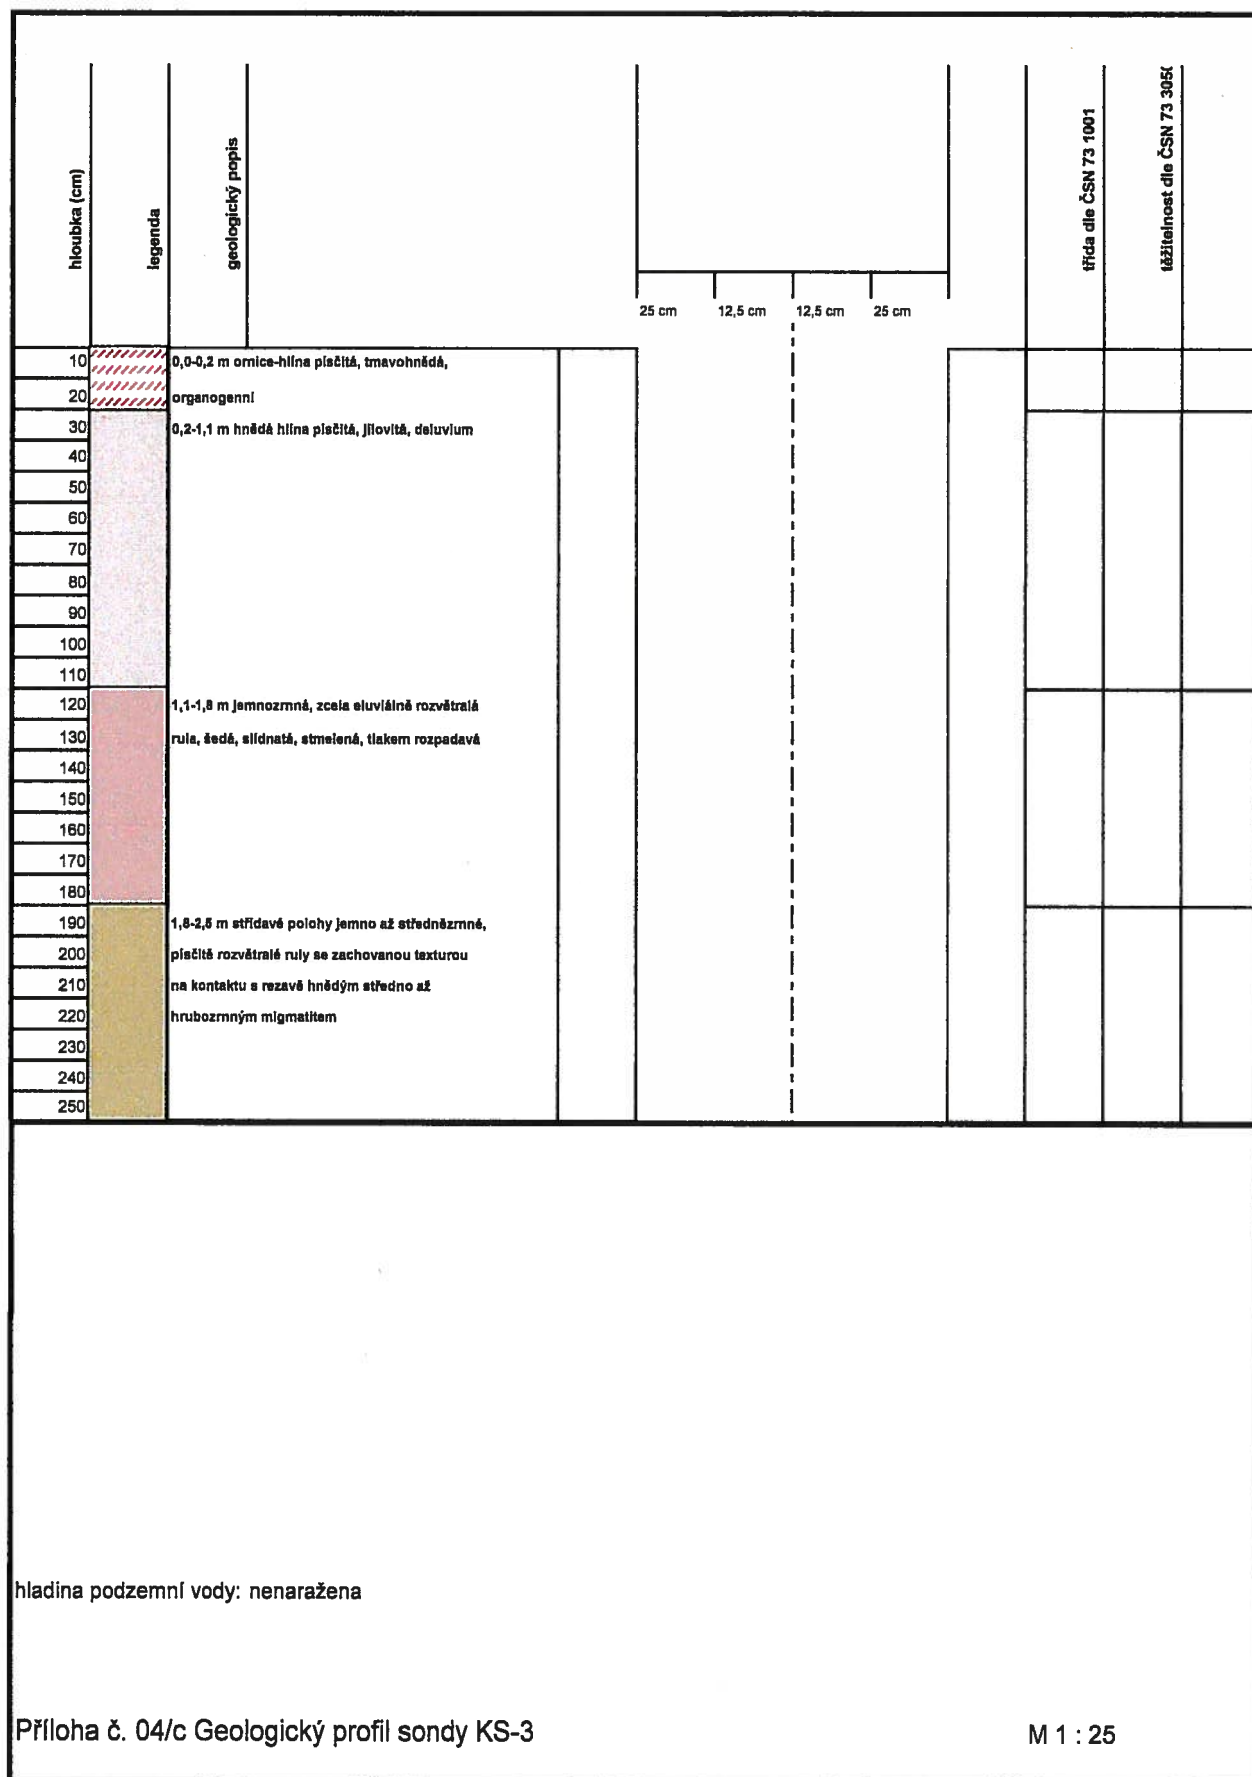 hloubka (cm)
legenda
geologický popis
třída dle ČSN 73 1001
těžitelnost dle ČSN 73 305
25 cm 12,5 cm 12,5 cm 25 cm
10 0,0-0,2 m ornice-hlína písčitá, tmavohnědá,
20 organogenní
30 0,2-1,1 m hnědá hlína písčitá, jílovitá, deluvium
40
50
60
70
80
90
100
110
120 1,1-1,8 m jemnozrnná, zcela eluviálně rozvětralá
130 rula, šedá, slídnatá, stmelená, tlakem rozpadavá
140
150
160
170
180
190 1,8-2,5 m střídavé polohy jemno až střednězrnné,
200 písčitě rozvětralé ruly se zachovanou texturou
210 na kontaktu s rezavě hnědým středno až
220 hrubozrnným migmatitem
230
240
250
hladina podzemní vody: nenaražena
Příloha č. 04/c Geologický profil sondy KS-3 M 1 : 25